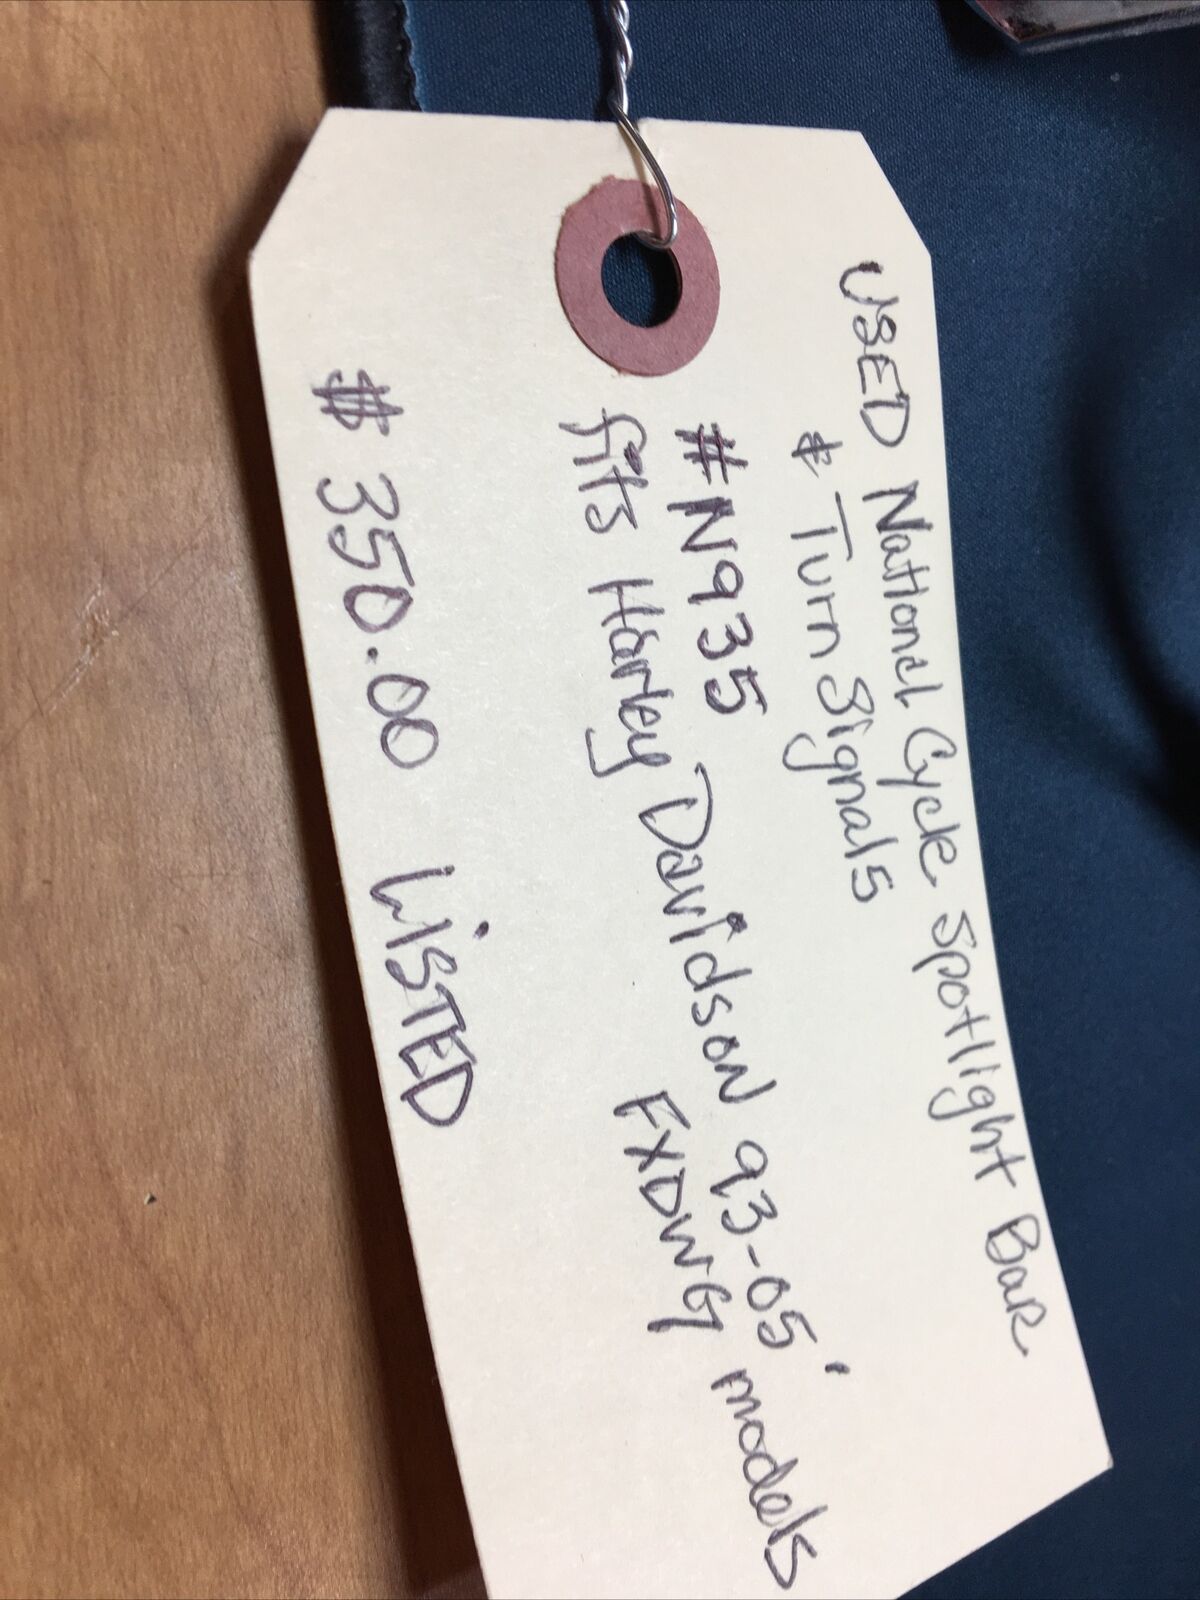 USED National Cycle Spotlight Bar
& Turn Signals
#N935
fits Harley Davidson 93-05'
FXDWG models
$350.00 LISTED